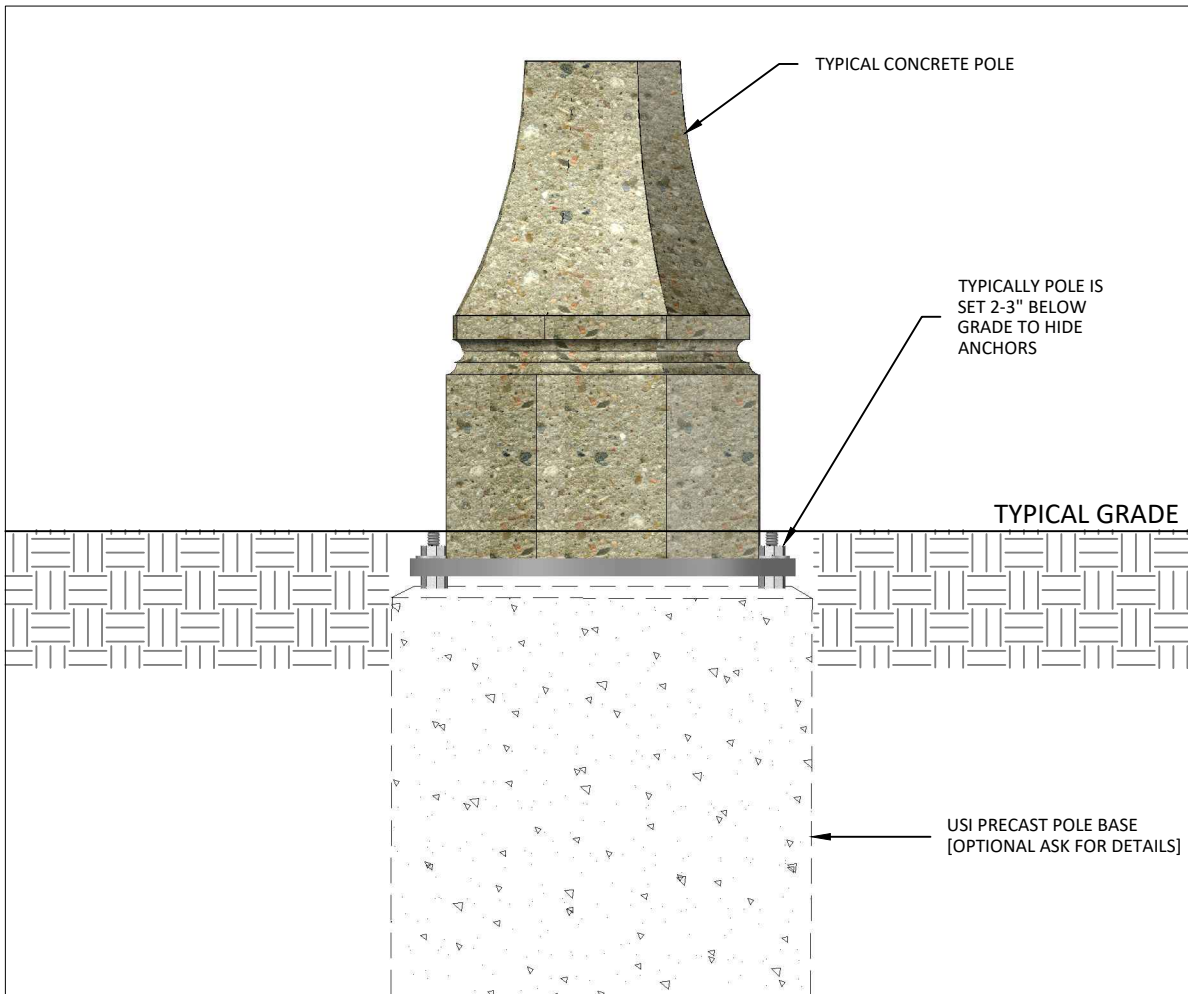 TYPICAL CONCRETE POLE
TYPICALLY POLE IS
SET 2-3" BELOW
GRADE TO HIDE
ANCHORS
TYPICAL GRADE
USI PRECAST POLE BASE
[OPTIONAL ASK FOR DETAILS]